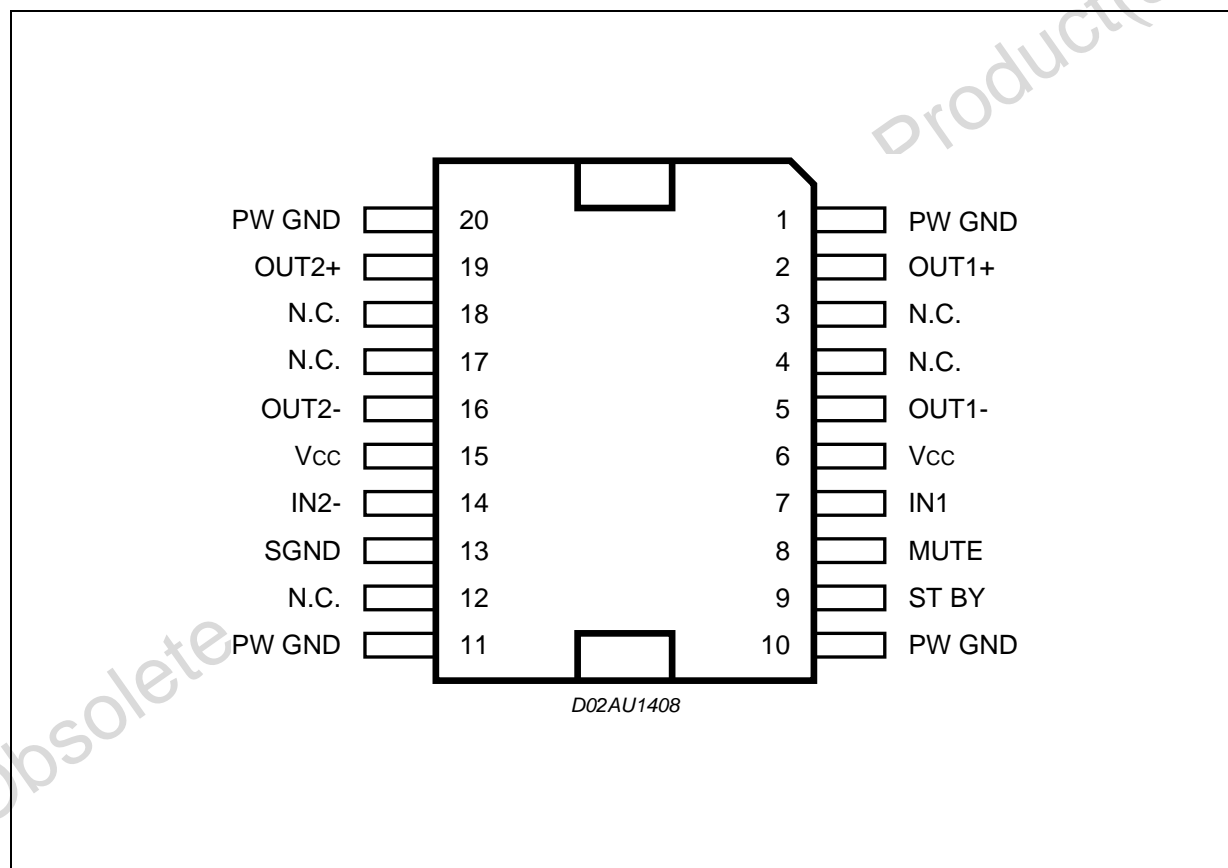 Product(
PW GND 20 1 PW GND
OUT2+ 19 2 OUT1+
N.C. 18 3 N.C.
N.C. 17 4 N.C.
OUT2- 16 5 OUT1-
Vcc 15 6 Vcc
IN2- 14 7 IN1
SGND 13 8 MUTE
N.C. 12 9 ST BY
PW GND 11 10 PW GND
D02AU1408
Obsolete